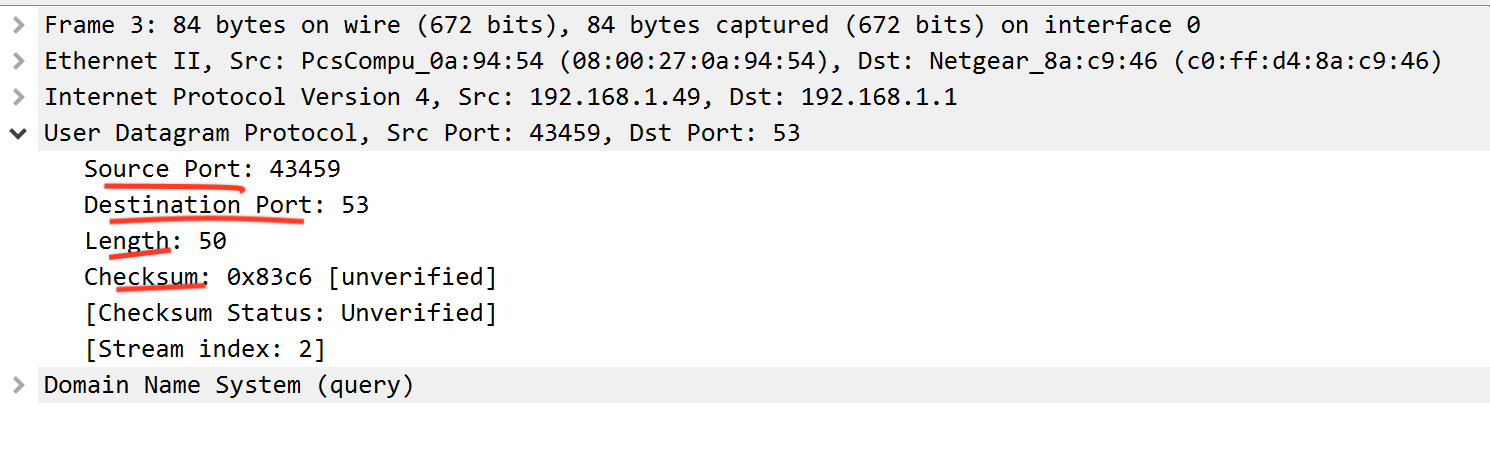 Frame 3: 84 bytes on wire (672 bits), 84 bytes captured (672 bits) on interface 0
Ethernet II, Src: PcsCompu_0a:94:54 (08:00:27:0a:94:54), Dst: Netgear_8a:c9:46 (c0:ff:d4:8a:c9:46)
Internet Protocol Version 4, Src: 192.168.1.49, Dst: 192.168.1.1
User Datagram Protocol, Src Port: 43459, Dst Port: 53
Source Port: 43459
Destination Port: 53
Length: 50
Checksum: 0x83c6 [unverified]
[Checksum Status: Unverified]
[Stream index: 2]
Domain Name System (query)